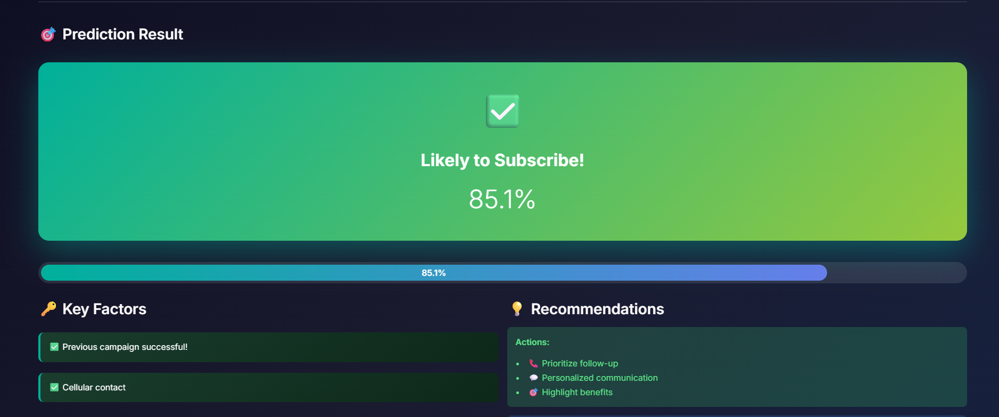 Prediction Result
Likely to Subscribe!
85.1%
85.1%
Key Factors
Previous campaign successful!
Cellular contact
Recommendations
Actions:
Prioritize follow-up
Personalized communication
Highlight benefits